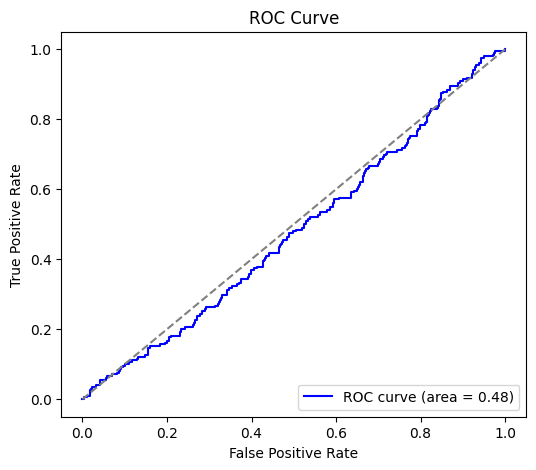 ROC Curve
True Positive Rate
1.0
0.8
0.6
0.4
0.2
0.0
ROC curve (area = 0.48)
0.0 0.2 0.4 0.6 0.8 1.0
False Positive Rate